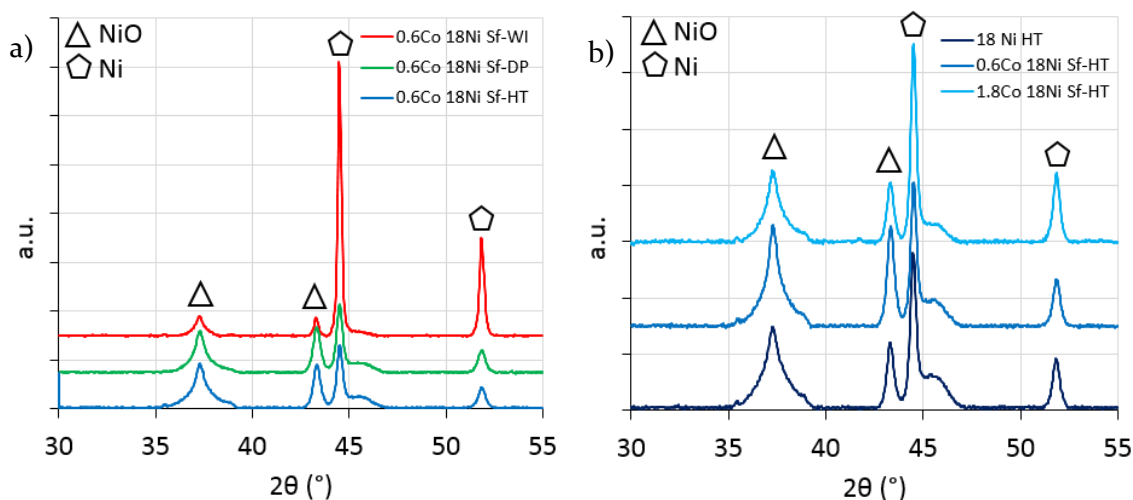 a)
NiO
Ni
0.6Co 18Ni Sf-WI
0.6Co 18Ni Sf-DP
0.6Co 18Ni Sf-HT
a.u.
30 35 40 45 50 55
2θ (°)
b)
NiO
Ni
18 Ni HT
0.6Co 18Ni Sf-HT
1.8Co 18Ni Sf-HT
a.u.
30 35 40 45 50 55
2θ (°)